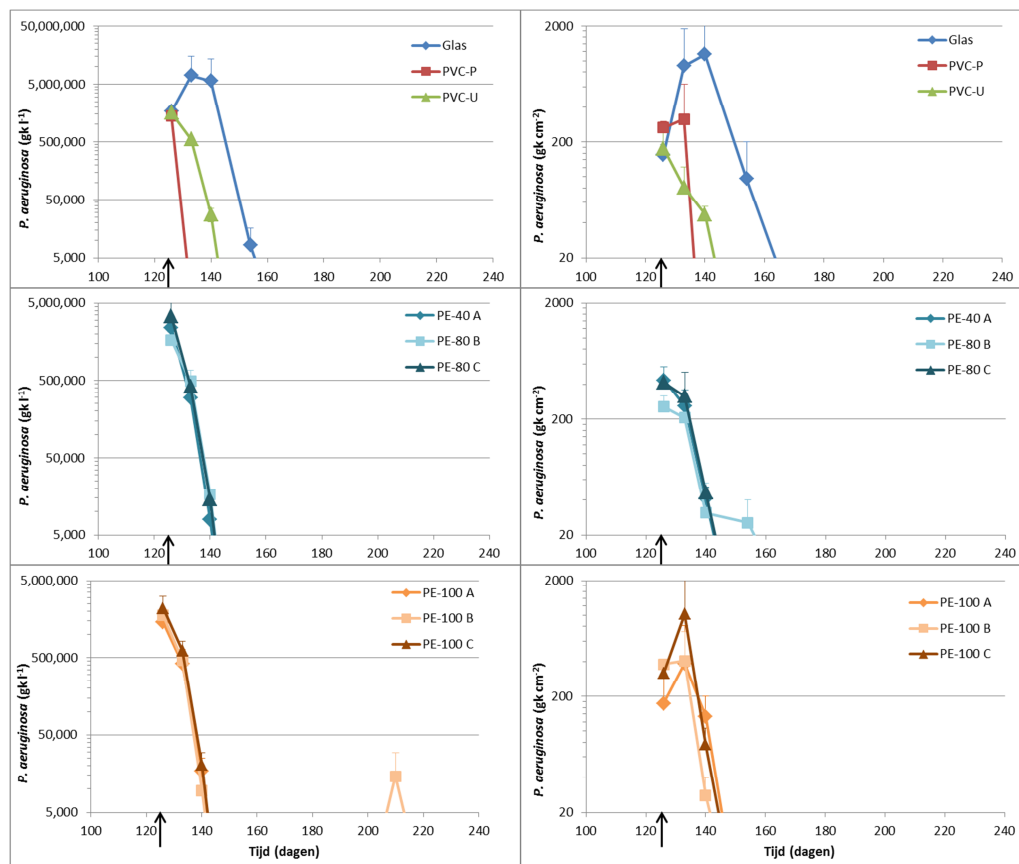 50,000,000
5,000,000
500,000
50,000
5,000
P. aeruginosa (gk l-1)
100 120 140 160 180 200 220 240
Glas
PVC-P
PVC-U
2000
200
20
P. aeruginosa (gk cm-2)
100 120 140 160 180 200 220 240
Glas
PVC-P
PVC-U
5,000,000
500,000
50,000
5,000
P. aeruginosa (gk l-1)
100 120 140 160 180 200 220 240
PE-40 A
PE-80 B
PE-80 C
2000
200
20
P. aeruginosa (gk cm-2)
100 120 140 160 180 200 220 240
PE-40 A
PE-80 B
PE-80 C
5,000,000
500,000
50,000
5,000
P. aeruginosa (gk l-1)
100 120 140 160 180 200 220 240
Tijd (dagen)
PE-100 A
PE-100 B
PE-100 C
2000
200
20
P. aeruginosa (gk cm-2)
100 120 140 160 180 200 220 240
Tijd (dagen)
PE-100 A
PE-100 B
PE-100 C